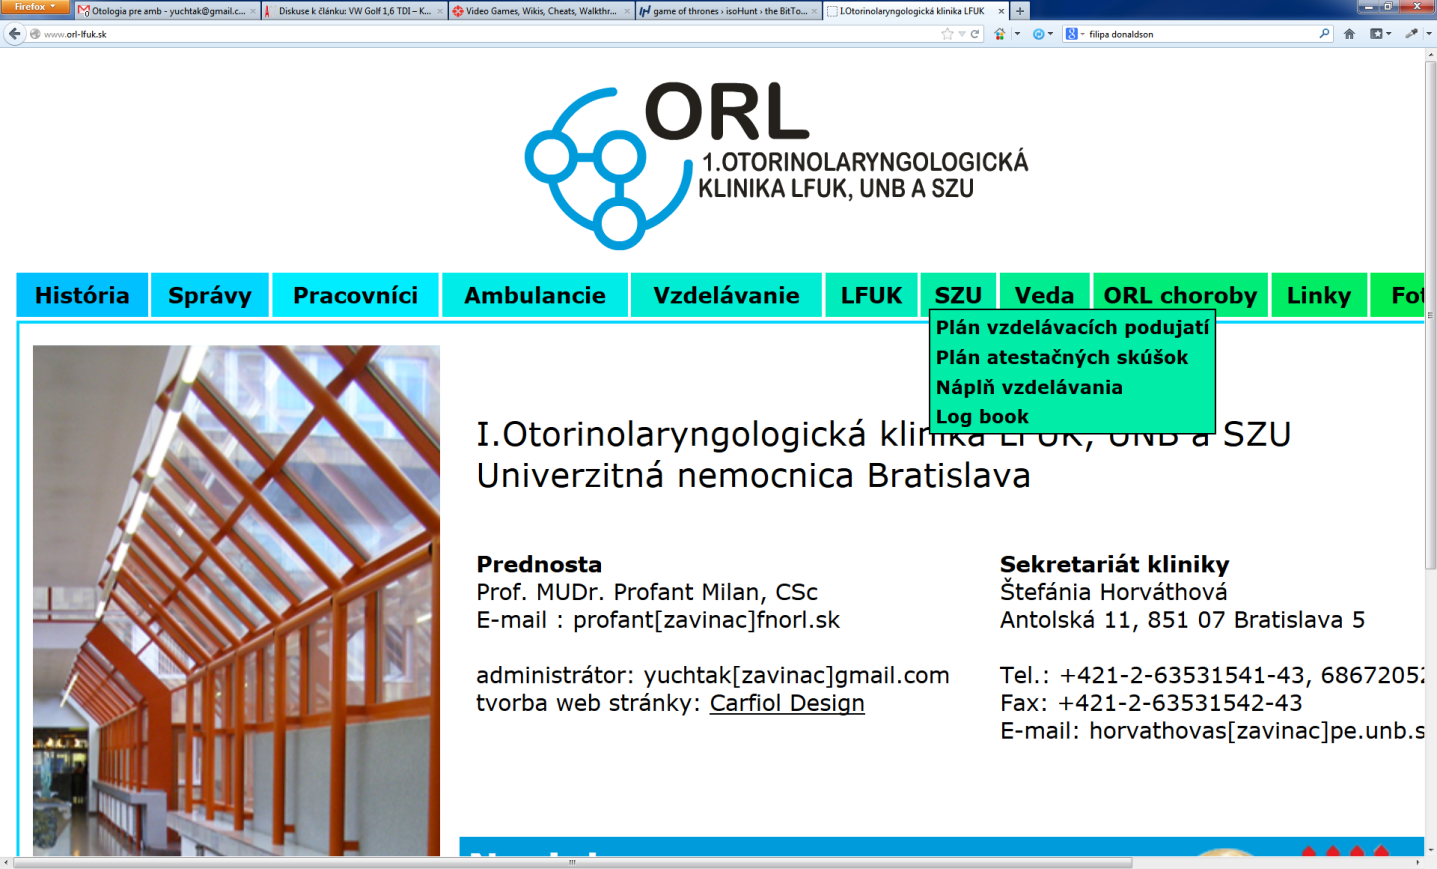 Firefox
Otologia pre amb - yuchtak@gmail.c...
Diskuse k článku: VW Golf 1,6 TDI – K...
Video Games, Wikis, Cheats, Walkthr...
game of thrones › isoHunt › the BitTo...
I.Otorinolaryngologická klinika LFUK
www.orl-lfuk.sk
filipa donaldson
ORL
1.OTORINOLARYNGOLOGICKÁ
KLINIKA LFUK, UNB A SZU
História Správy Pracovníci Ambulancie Vzdelávanie LFUK SZU Veda ORL choroby Linky
Plán vzdelávacích podujatí
Plán atestačných skúšok
Náplň vzdelávania
Log book
I.Otorinolaryngologická klinika LFUK, UNB a SZU
Univerzitná nemocnica Bratislava
Prednosta
Prof. MUDr. Profant Milan, CSc
E-mail : profant[zavinac]fnorl.sk
administrátor: yuchtak[zavinac]gmail.com
tvorba web stránky: Carfiol Design
Sekretariát kliniky
Štefánia Horváthová
Antolská 11, 851 07 Bratislava 5
Tel.: +421-2-63531541-43, 6867205
Fax: +421-2-63531542-43
E-mail: horvathovas[zavinac]pe.unb.s